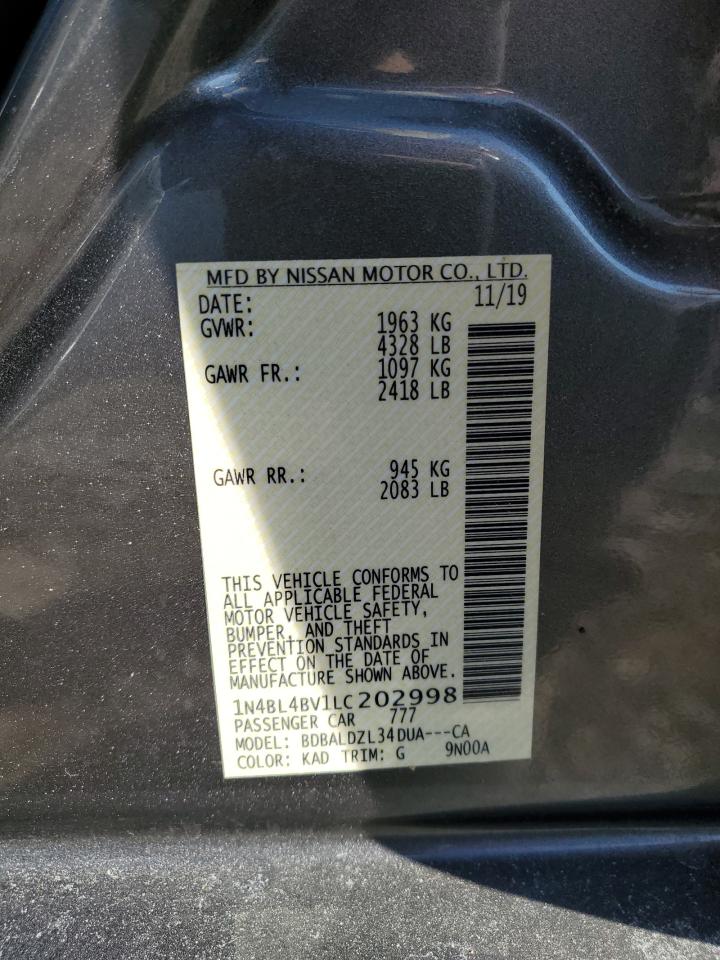 MFD BY NISSAN MOTOR CO., LTD.
DATE: 11/19
GVWR: 1963 KG
4328 LB
GAWR FR.: 1097 KG
2418 LB
GAWR RR.: 945 KG
2083 LB
THIS VEHICLE CONFORMS TO
ALL APPLICABLE FEDERAL
MOTOR VEHICLE SAFETY,
BUMPER, AND THEFT
PREVENTION STANDARDS IN
EFFECT ON THE DATE OF
MANUFACTURE SHOWN ABOVE.
1N4BL4BV1LC202998
PASSENGER CAR 777
MODEL: BDBALDZL34DUA---CA
COLOR: KAD TRIM: G 9N00A